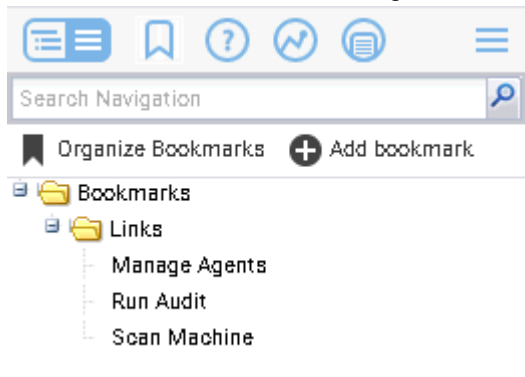 ?
Search Navigation
Organize Bookmarks Add bookmark
Bookmarks
Links
Manage Agents
Run Audit
Scan Machine